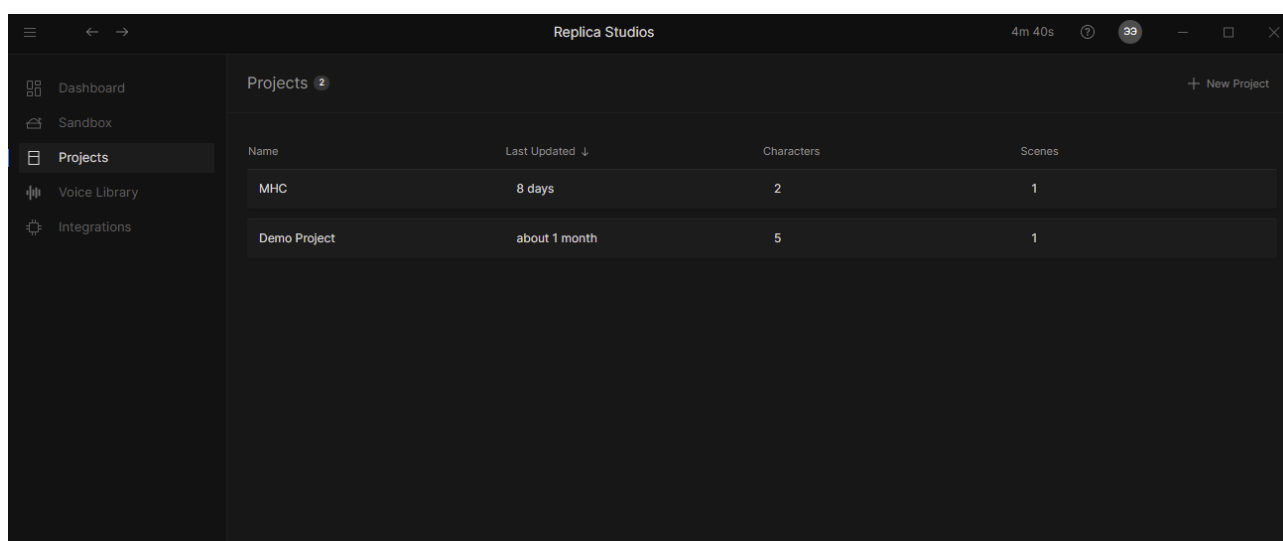 Replica Studios 4m 40s ? ЭЭ
Dashboard
Sandbox
Projects
Voice Library
Integrations
Projects 2
+ New Project
Name Last Updated ↓ Characters Scenes
MHC 8 days 2 1
Demo Project about 1 month 5 1